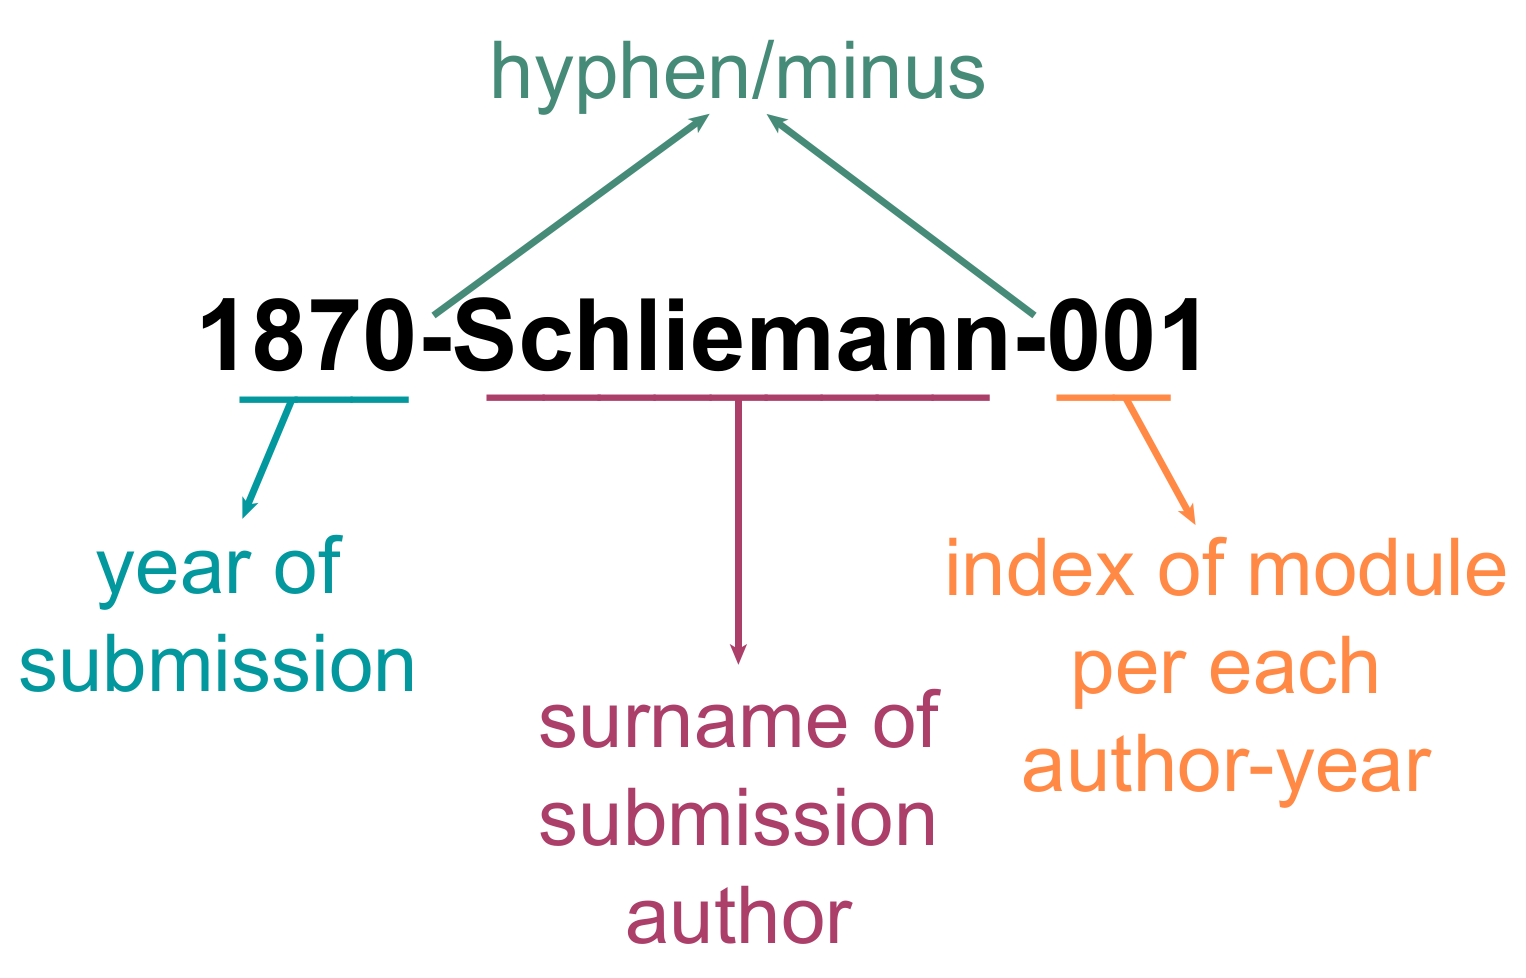 hyphen/minus
1870-Schliemann-001
year of
submission
surname of
submission
author
index of module
per each
author-year